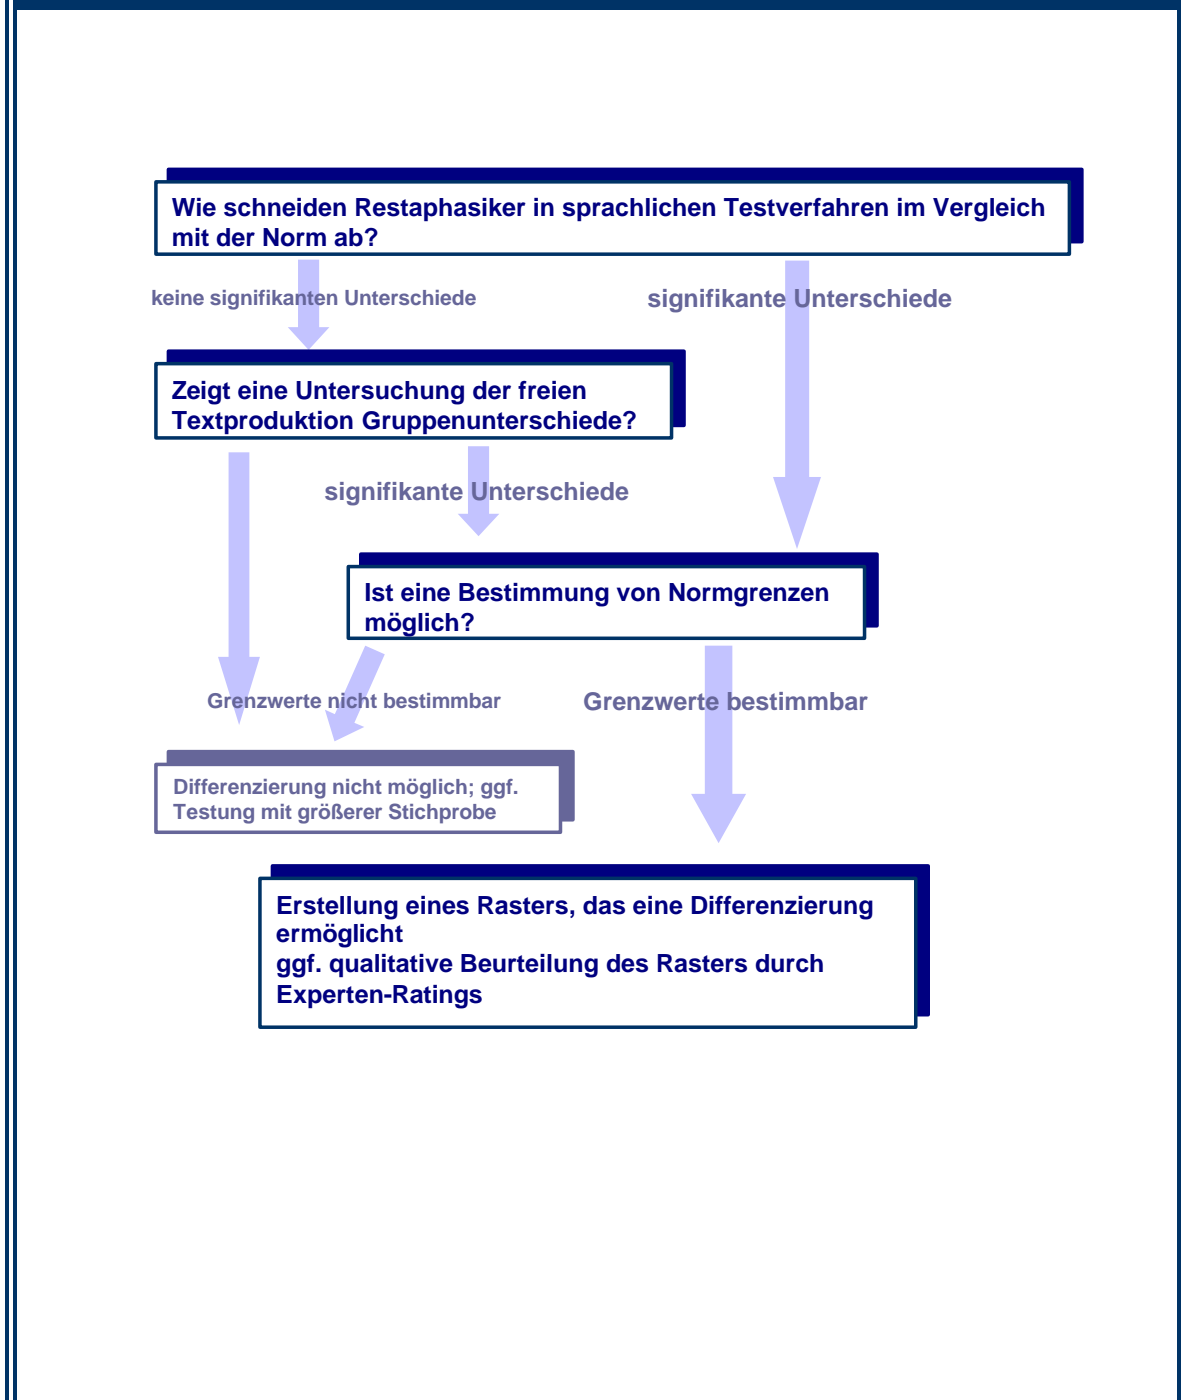 Wie schneiden Restaphasiker in sprachlichen Testverfahren im Vergleich
mit der Norm ab?
keine signifikanten Unterschiede
signifikante Unterschiede
Zeigt eine Untersuchung der freien
Textproduktion Gruppenunterschiede?
signifikante Unterschiede
Ist eine Bestimmung von Normgrenzen
möglich?
Grenzwerte nicht bestimmbar
Grenzwerte bestimmbar
Differenzierung nicht möglich; ggf.
Testung mit größerer Stichprobe
Erstellung eines Rasters, das eine Differenzierung
ermöglicht
ggf. qualitative Beurteilung des Rasters durch
Experten-Ratings